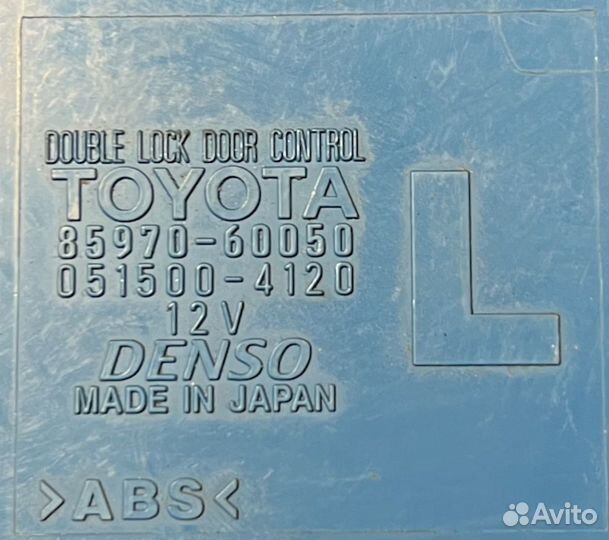 DOUBLE LOCK DOOR CONTROL
TOYOTA
85970-60050
051500-4120
12V
DENSO
MADE IN JAPAN
L
>ABS<
Avito